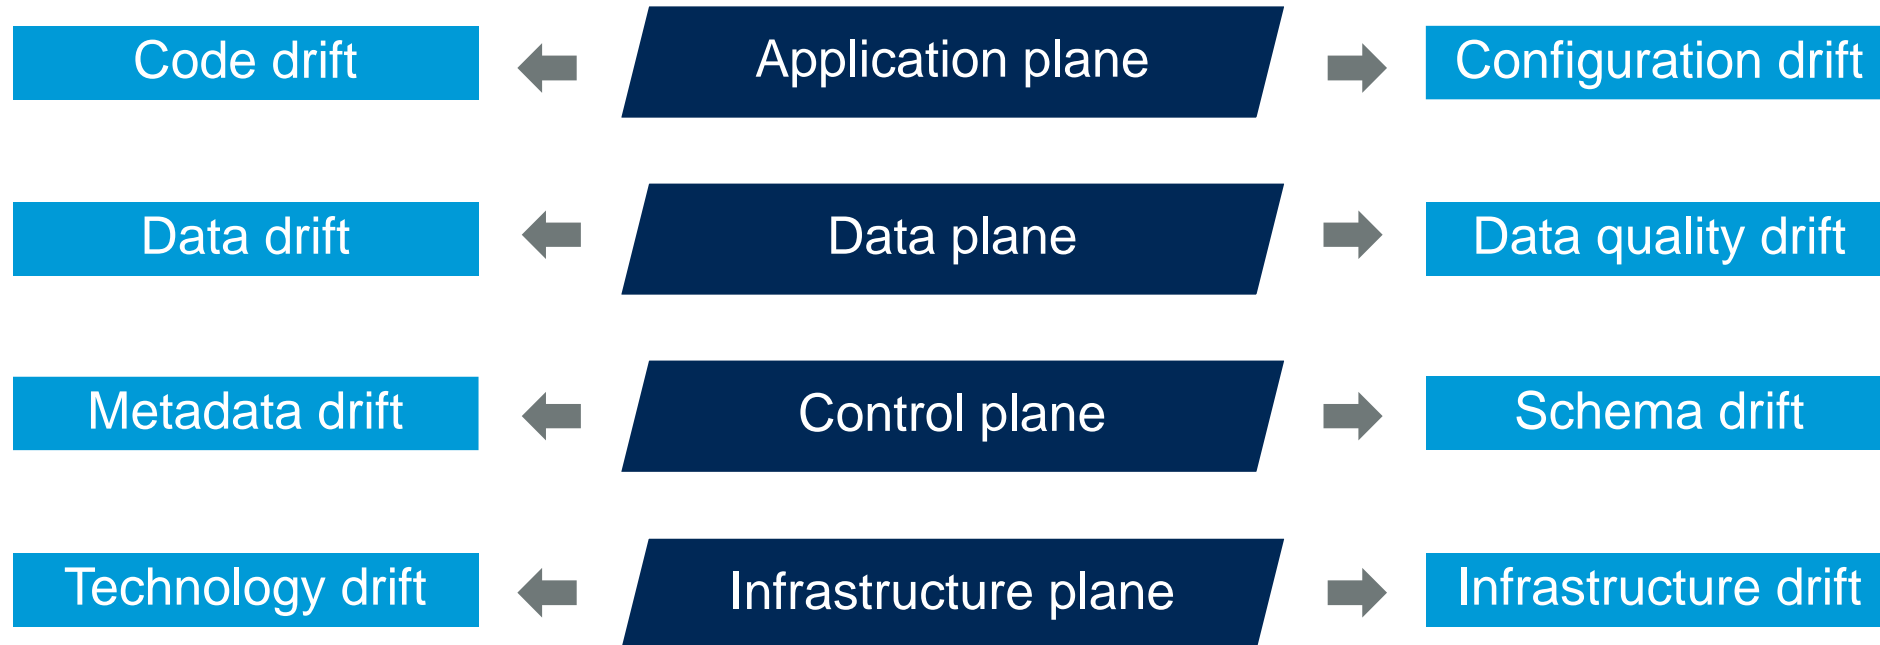 Code drift
Application plane
Configuration drift
Data drift
Data plane
Data quality drift
Metadata drift
Control plane
Schema drift
Technology drift
Infrastructure plane
Infrastructure drift